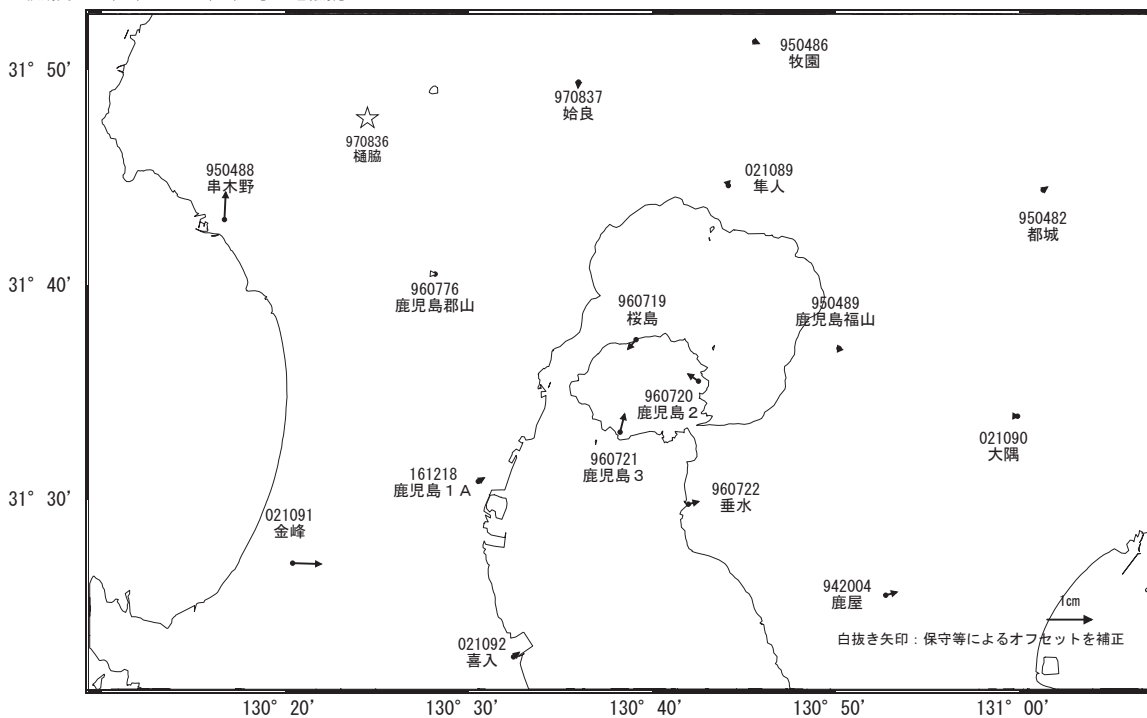 950486
牧園
31° 50′
970837
姶良
970836
樋脇
950488
串木野
021089
隼人
950482
都城
31° 40′
960776
鹿児島郡山
960719
桜島
950489
鹿児島福山
960720
鹿児島２
021090
大隅
960721
鹿児島３
161218
鹿児島１Ａ
31° 30′
960722
垂水
021091
金峰
942004
鹿屋
1cm
白抜き矢印：保守等によるオフセットを補正
021092
喜入
130° 20′
130° 30′
130° 40′
130° 50′
131° 00′